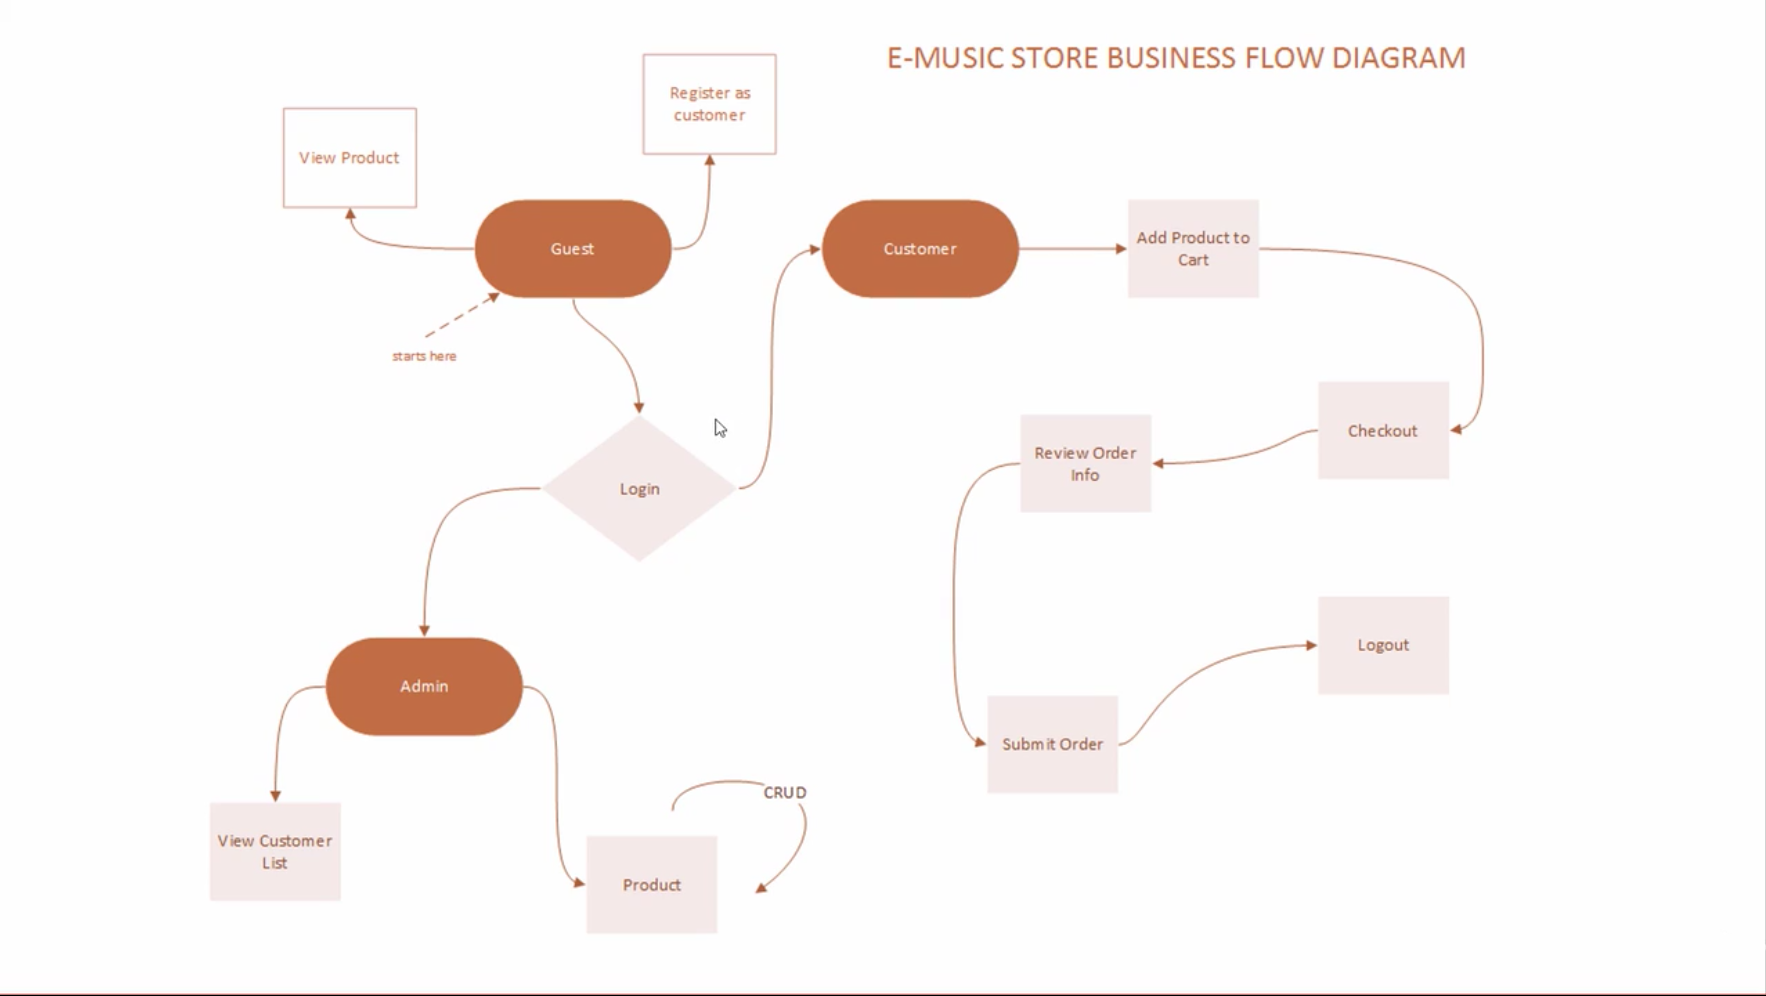 E-MUSIC STORE BUSINESS FLOW DIAGRAM
Register as
customer
View Product
Guest
Customer
Add Product to
Cart
starts here
Checkout
Review Order
Info
Login
Logout
Admin
Submit Order
CRUD
View Customer
List
Product